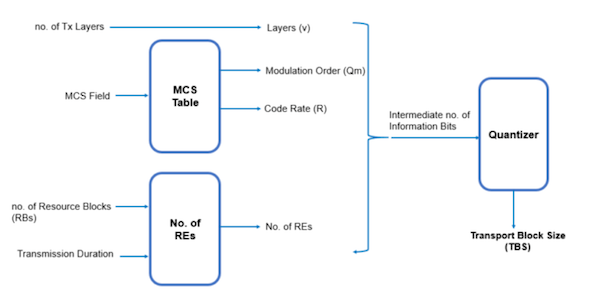 no. of Tx Layers
Layers (v)
MCS Field
MCS
Table
Modulation Order (Qm)
Code Rate (R)
Intermediate no. of
Information Bits
Quantizer
no. of Resource Blocks
(RBs)
Transmission Duration
No. of
REs
No. of REs
Transport Block Size
(TBS)